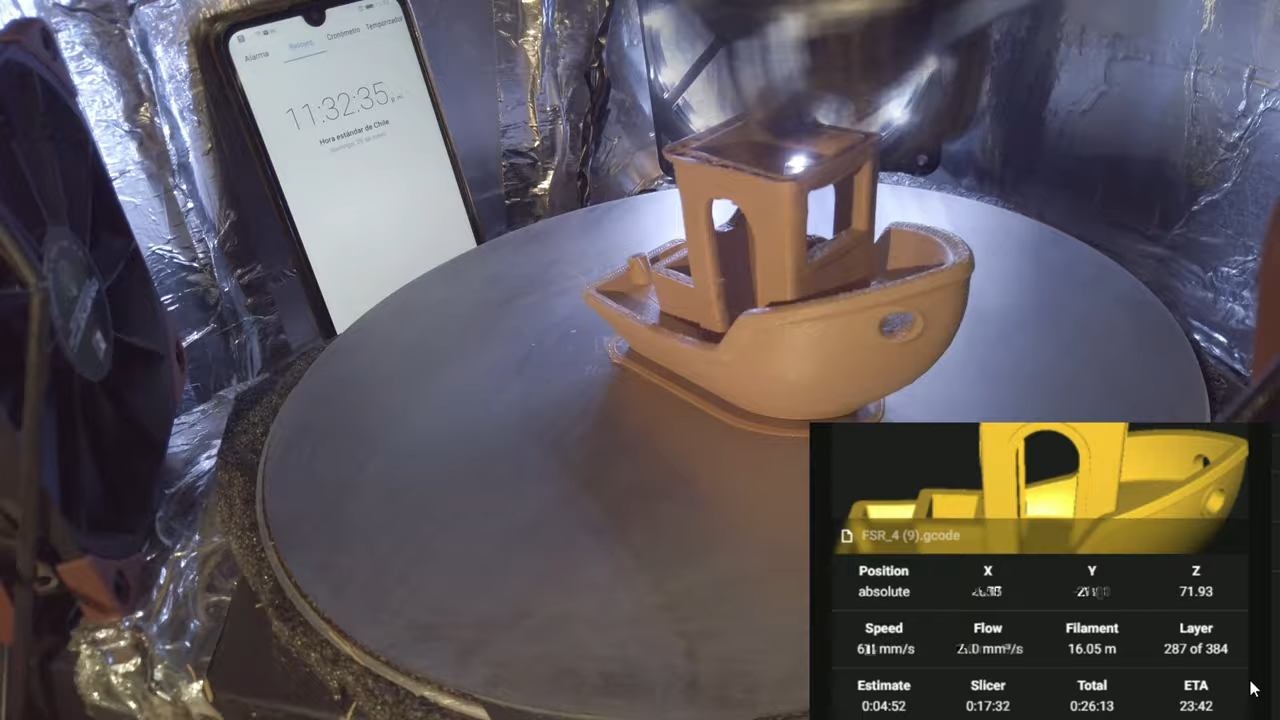 Alarma Reloj Cronómetro Temporizador
11:32:35 p. m.
Hora estándar de Chile
FSR_4 (9).gcode
Position X Y Z
absolute 71.93
Speed Flow Filament Layer
mm/s mm³/s 16.05 m 287 of 384
Estimate Slicer Total ETA
0:04:52 0:17:32 0:26:13 23:42